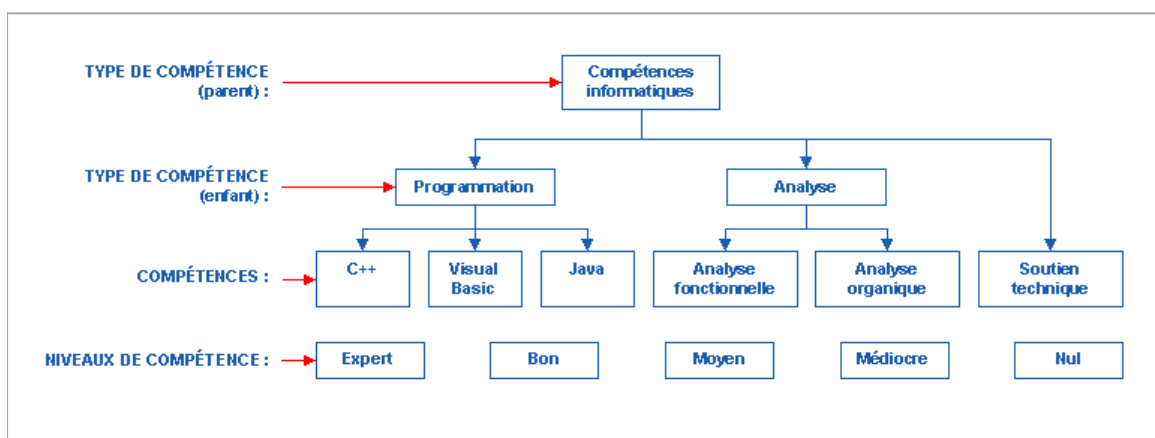 TYPE DE COMPÉTENCE
(parent) :
Compétences
informatiques
TYPE DE COMPÉTENCE
(enfant) :
Programmation
Analyse
COMPÉTENCES :
C++
Visual
Basic
Java
Analyse
fonctionnelle
Analyse
organique
Soutien
technique
NIVEAUX DE COMPÉTENCE :
Expert
Bon
Moyen
Médiocre
Nul